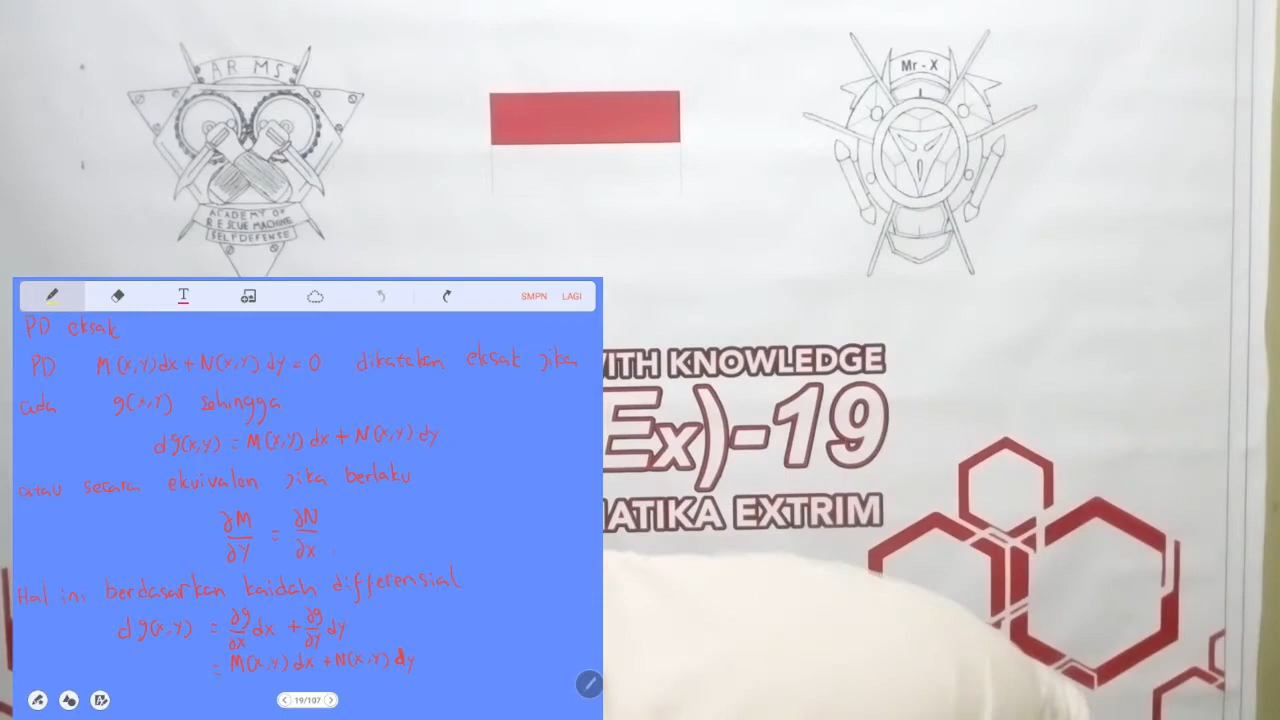 ARMS
ACADEMY OF
RESCUE MACHINE
SELF DEFENSE
Mr - X
SMPN LAGI
PD eksak
PD M(x,y)dx + N(x,y)dy = 0 dikatakan eksak jika
ada g(x,y) sehingga
dg(x,y) = M(x,y)dx + N(x,y)dy
atau secara ekuivalen jika berlaku
∂M/∂y = ∂N/∂x
Hal ini berdasarkan kaidah differensial
dg(x,y) = ∂g/∂x dx + ∂g/∂y dy
= M(x,y)dx + N(x,y)dy
19/107
WITH KNOWLEDGE
Ex)-19
ATIKA EXTRIM